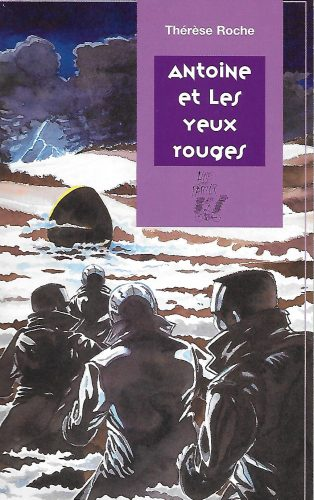 Thérèse Roche
Antoine
et Les
Yeux
rouges